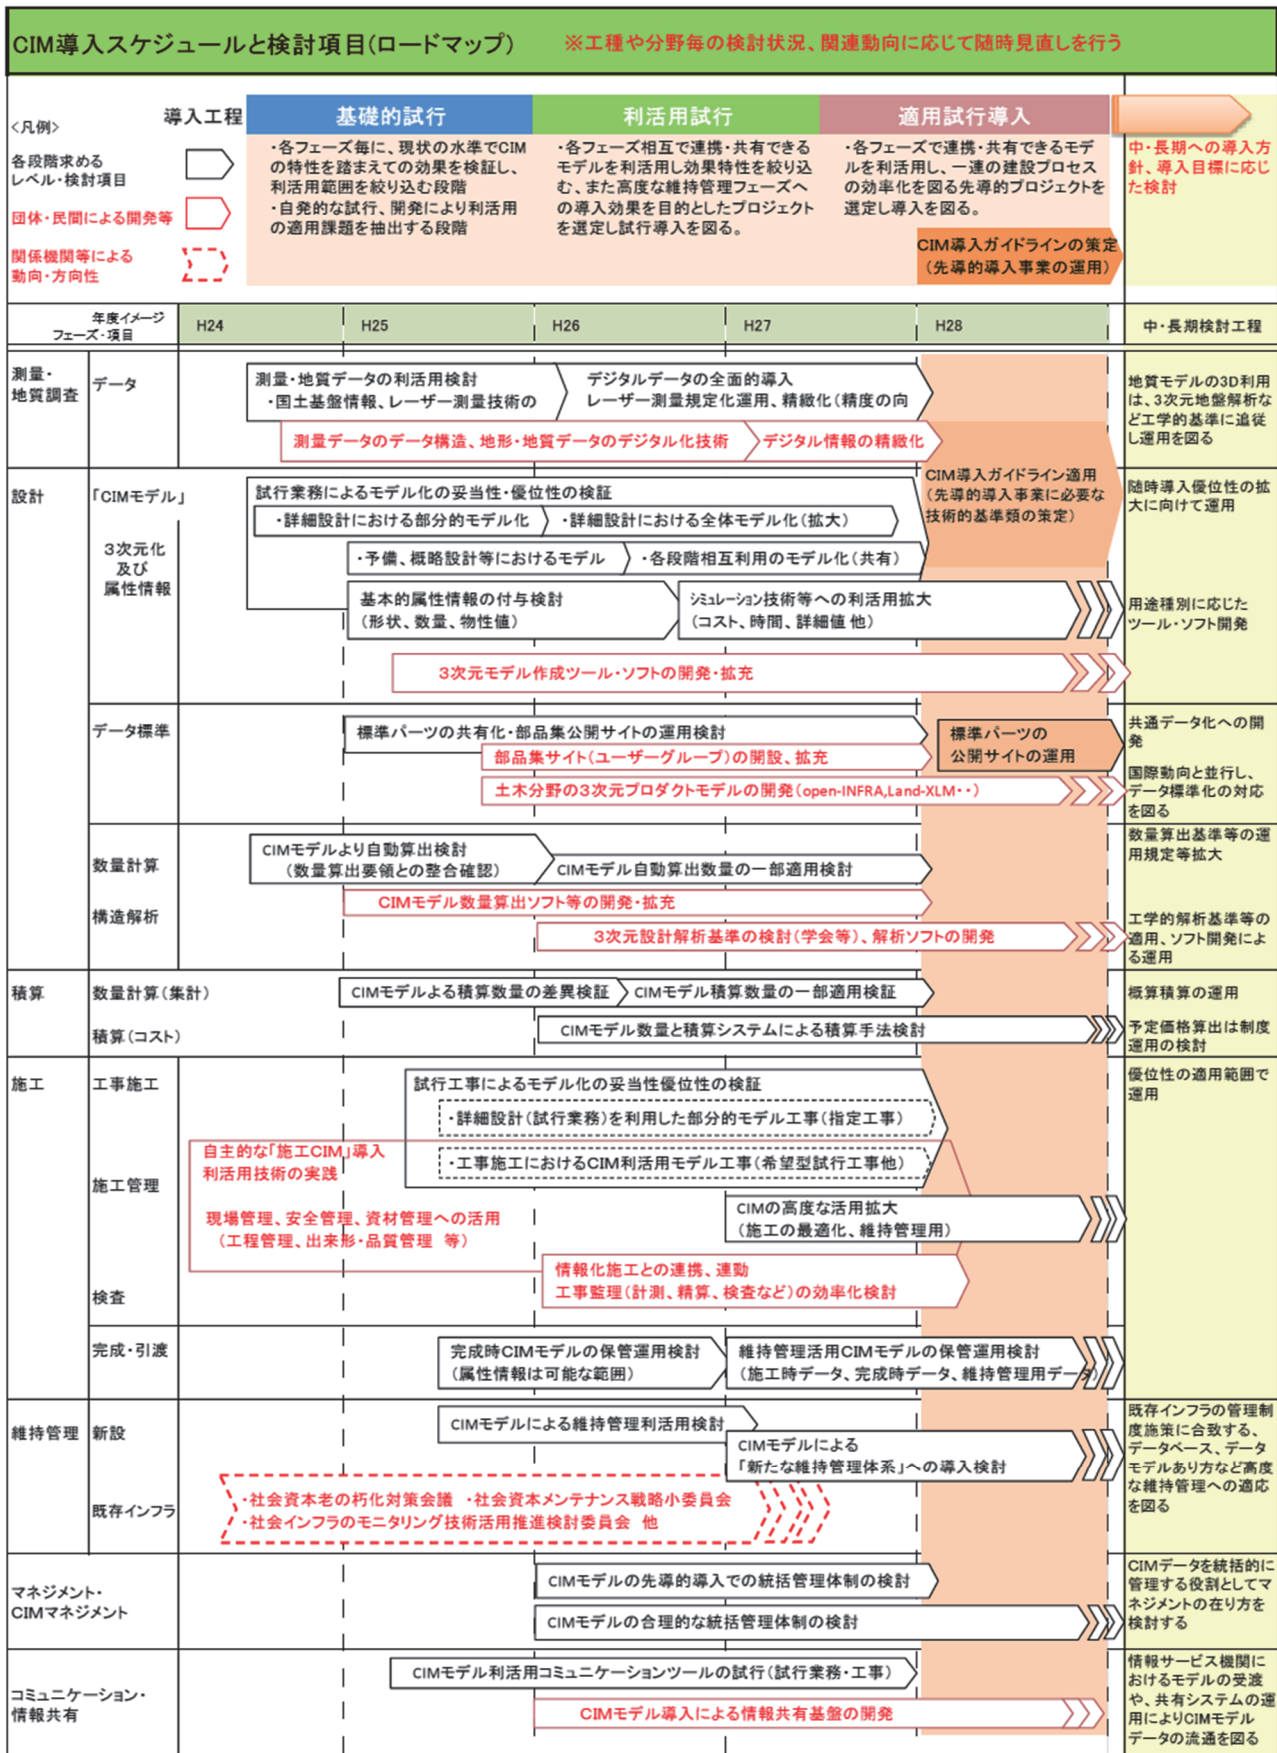 CIM導入スケジュールと検討項目(ロードマップ)
※工種や分野毎の検討状況、関連動向に応じて随時見直しを行う
<凡例>
導入工程
基礎的試行
利活用試行
適用試行導入
各段階求める
レベル・検討項目
団体・民間による開発等
関係機関等による
動向・方向性
・各フェーズ毎に、現状の水準でCIM
の特性を踏まえての効果を検証し、
利活用範囲を絞り込む段階
・自発的な試行、開発により利活用
の適用課題を抽出する段階
・各フェーズ相互で連携・共有できる
モデルを利活用し効果特性を絞り込
む、また高度な維持管理フェーズへ
の導入効果を目的としたプロジェクト
を選定し試行導入を図る。
・各フェーズで連携・共有できるモデ
ルを利活用し、一連の建設プロセス
の効率化を図る先導的プロジェクトを
選定し導入を図る。
CIM導入ガイドラインの策定
(先導的導入事業の運用)
中・長期への導入方
針、導入目標に応じ
た検討
年度イメージ
フェーズ・項目
H24
H25
H26
H27
H28
中・長期検討工程
測量・
地質調査
データ
測量・地質データの利活用検討
・国土基盤情報、レーザー測量技術の
デジタルデータの全面的導入
レーザー測量規定化運用、精緻化(精度の向
測量データのデータ構造、地形・地質データのデジタル化技術
デジタル情報の精緻化
地質モデルの3D利用
は、3次元地盤解析な
ど工学的基準に追従
し運用を図る
CIM導入ガイドライン適用
(先導的導入事業に必要な
技術的基準類の策定)
設計
「CIMモデル」
3次元化
及び
属性情報
試行業務によるモデル化の妥当性・優位性の検証
・詳細設計における部分的モデル化
・詳細設計における全体モデル化(拡大)
・予備、概略設計等におけるモデル
・各段階相互利用のモデル化(共有)
基本的属性情報の付与検討
(形状、数量、物性値)
シミュレーション技術等への利活用拡大
(コスト、時間、詳細値 他)
3次元モデル作成ツール・ソフトの開発・拡充
随時導入優位性の拡
大に向けて運用
用途種別に応じた
ツール・ソフト開発
データ標準
標準パーツの共有化・部品集公開サイトの運用検討
部品集サイト(ユーザーグループ)の開設、拡充
土木分野の3次元プロダクトモデルの開発(open-INFRA,Land-XLM・・)
標準パーツの
公開サイトの運用
共通データ化への開
発
国際動向と並行し、
データ標準化の対応
を図る
数量計算
CIMモデルより自動算出検討
(数量算出要領との整合確認)
CIMモデル自動算出数量の一部適用検討
CIMモデル数量算出ソフト等の開発・拡充
構造解析
3次元設計解析基準の検討(学会等)、解析ソフトの開発
数量算出基準等の運
用規定等拡大
工学的解析基準等の
適用、ソフト開発によ
る運用
積算
数量計算(集計)
CIMモデルよる積算数量の差異検証
CIMモデル積算数量の一部適用検証
概算積算の運用
積算(コスト)
CIMモデル数量と積算システムによる積算手法検討
予定価格算出は制度
運用の検討
施工
工事施工
試行工事によるモデル化の妥当性優位性の検証
・詳細設計(試行業務)を利用した部分的モデル工事(指定工事)
・工事施工におけるCIM利活用モデル工事(希望型試行工事他)
優位性の適用範囲で
運用
自主的な「施工CIM」導入
利活用技術の実践
施工管理
現場管理、安全管理、資材管理への活用
(工程管理、出来形・品質管理 等)
CIMの高度な活用拡大
(施工の最適化、維持管理用)
検査
情報化施工との連携、連動
工事監理(計測、精算、検査など)の効率化検討
完成・引渡
完成時CIMモデルの保管運用検討
(属性情報は可能な範囲)
維持管理活用CIMモデルの保管運用検討
(施工時データ、完成時データ、維持管理用データ)
維持管理
新設
CIMモデルによる維持管理利活用検討
CIMモデルによる
「新たな維持管理体系」への導入検討
既存インフラ
・社会資本老の朽化対策会議 ・社会資本メンテナンス戦略小委員会
・社会インフラのモニタリング技術活用推進検討委員会 他
既存インフラの管理制
度施策に合致する、
データベース、データ
モデルあり方など高度
な維持管理への適応
を図る
マネジメント・
CIMマネジメント
CIMモデルの先導的導入での統括管理体制の検討
CIMモデルの合理的な統括管理体制の検討
CIMデータを統括的に
管理する役割としてマ
ネジメントの在り方を
検討する
コミュニケーション・
情報共有
CIMモデル利活用コミュニケーションツールの試行(試行業務・工事)
CIMモデル導入による情報共有基盤の開発
情報サービス機関に
おけるモデルの受渡
や、共有システムの運
用によりCIMモデル
データの流通を図る